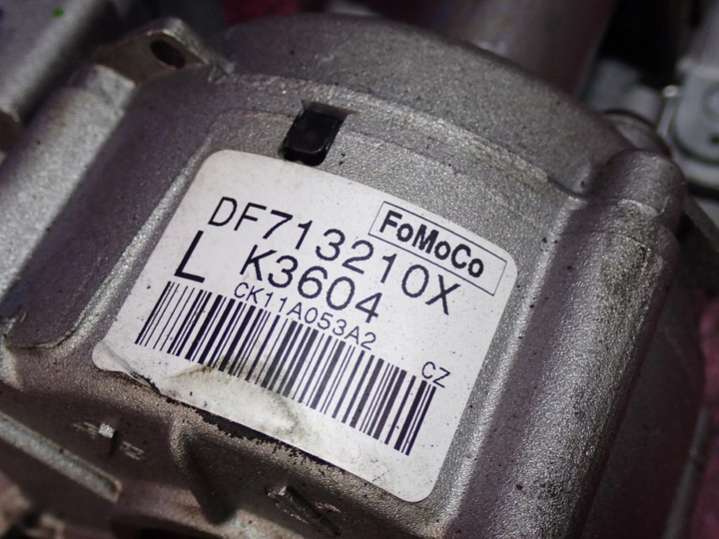 FoMoCo
DF713210X
L K3604
CK11A053A2
CZ